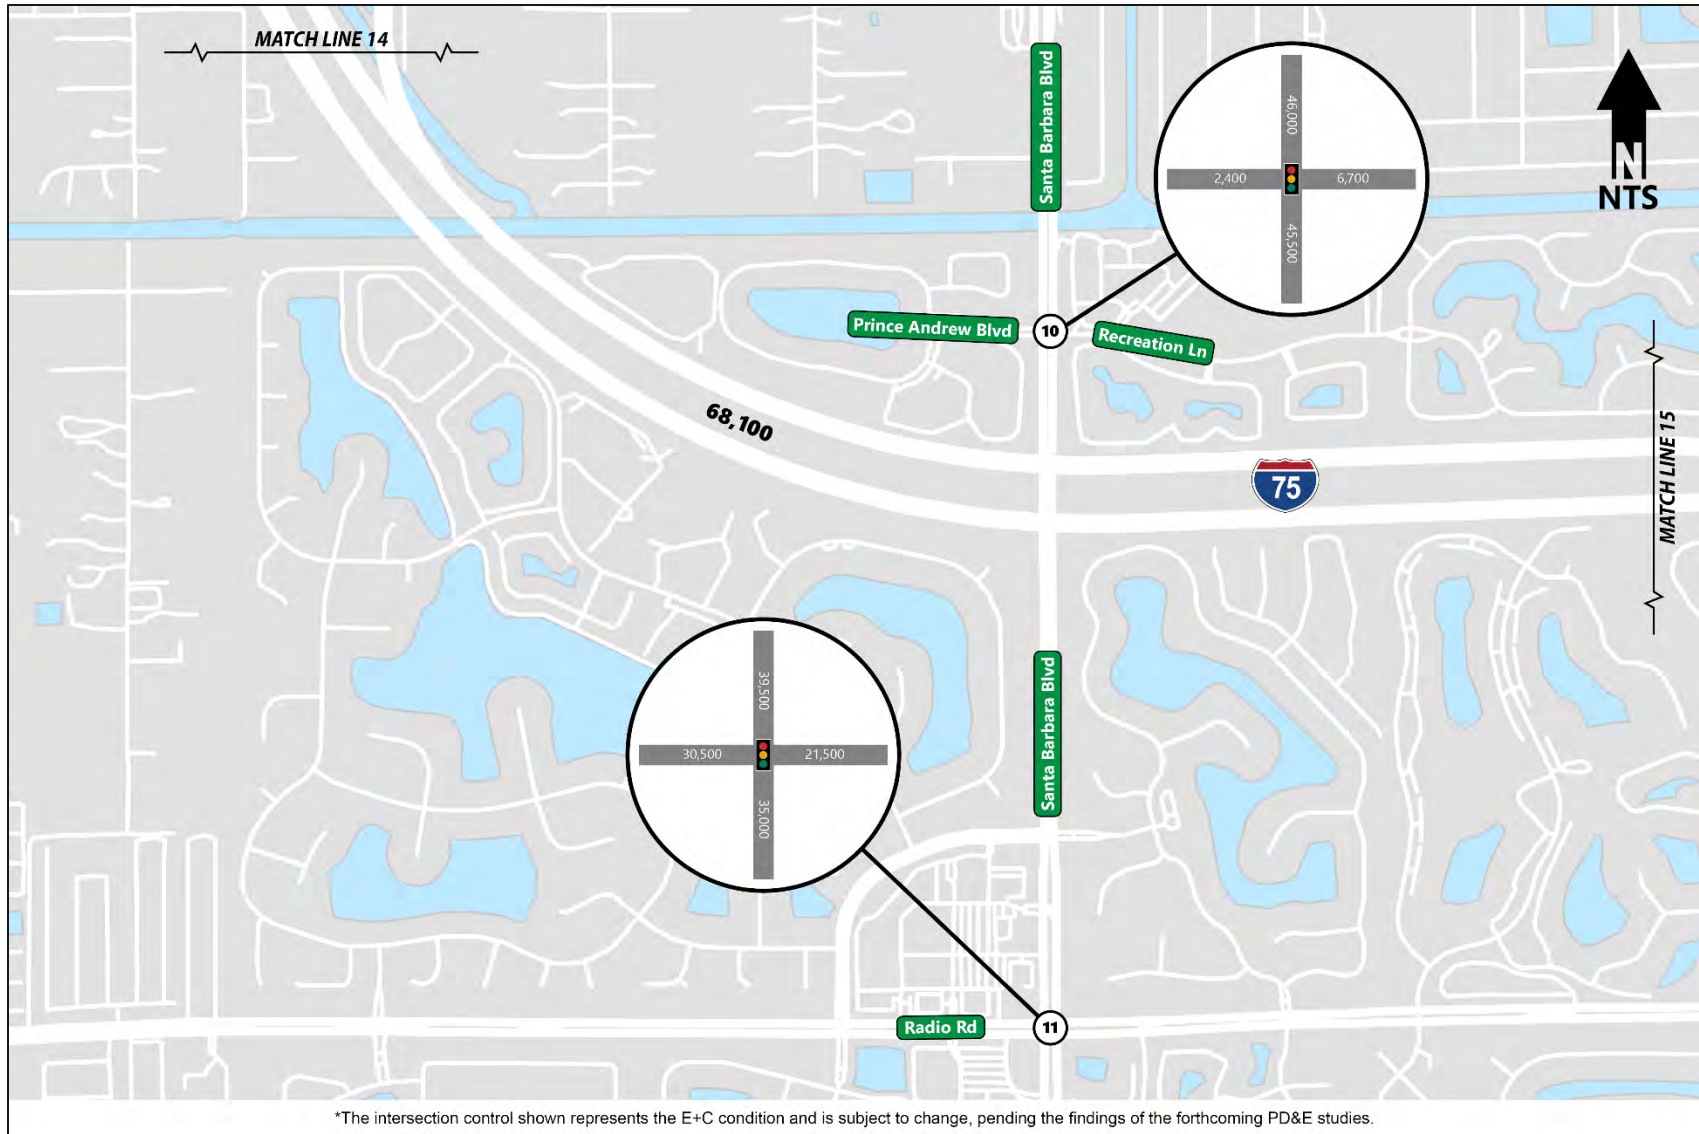 MATCH LINE 14
Santa Barbara Blvd
46,000
2,400
6,700
45,500
N
NTS
Prince Andrew Blvd
10
Recreation Ln
68,100
75
MATCH LINE 15
39,500
30,500
21,500
35,000
Santa Barbara Blvd
Radio Rd
11
*The intersection control shown represents the E+C condition and is subject to change, pending the findings of the forthcoming PD&E studies.